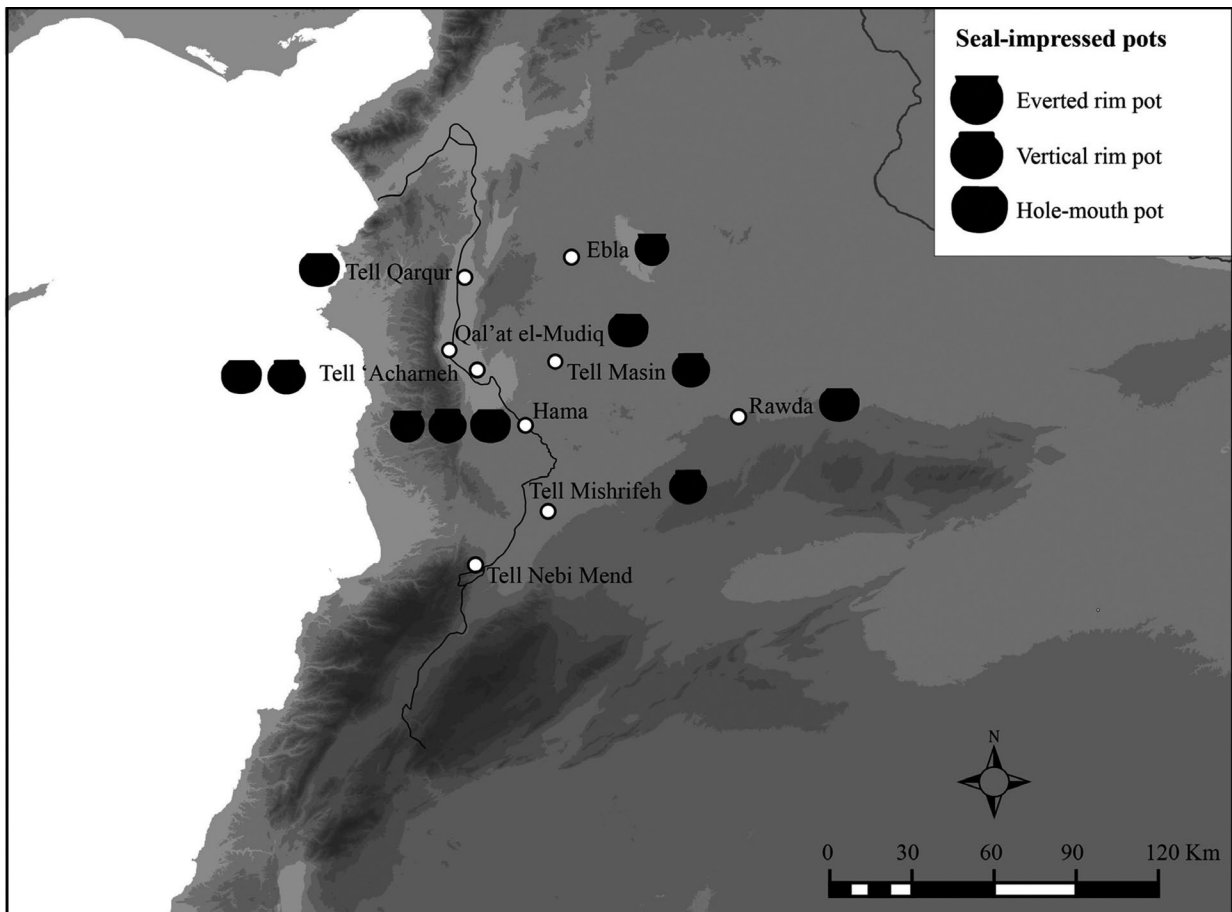 Seal-impressed pots
Everted rim pot
Vertical rim pot
Hole-mouth pot
Ebla
Tell Qarqur
Qal’at el-Mudiq
Tell ‘Acharneh
Tell Masin
Hama
Rawda
Tell Mishrifeh
Tell Nebi Mend
N
0 30 60 90 120 Km